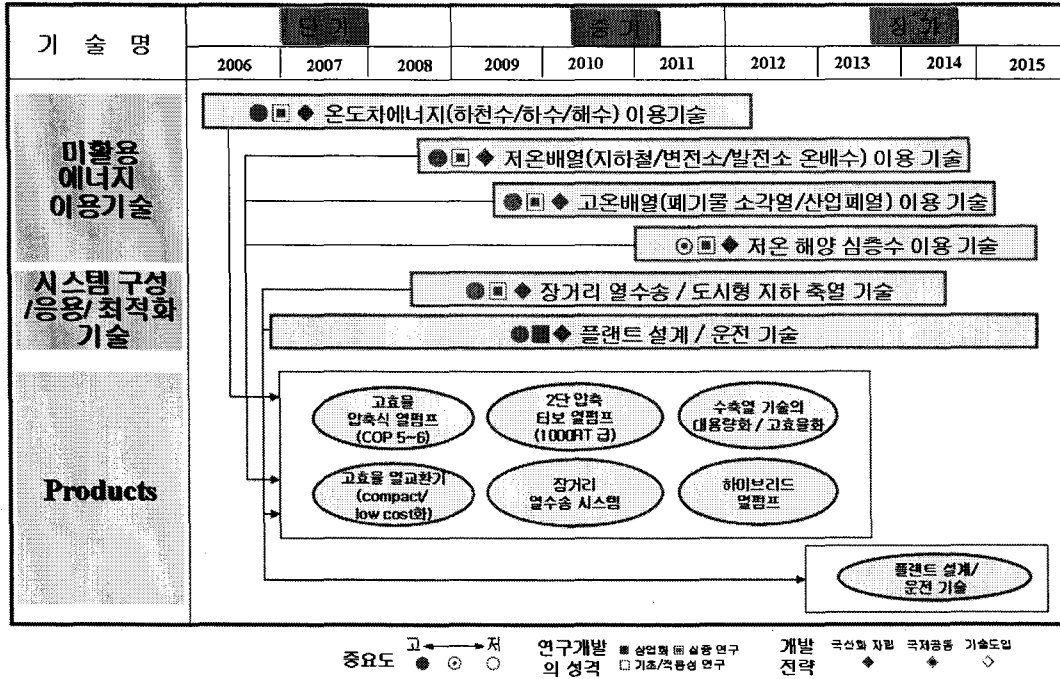 기 술 명
단기 중기 장기
2006 2007 2008 2009 2010 2011 2012 2013 2014 2015
미활용
에너지
이용기술
온도차에너지(하천수/하수/해수) 이용기술
저온배열(지하철/변전소/발전소 온배수) 이용 기술
고온배열(폐기물 소각열/산업폐열) 이용 기술
저온 해양 심층수 이용 기술
시스템 구성
/응용/ 최적화
기술
장거리 열수송 / 도시형 지하 축열 기술
플랜트 설계 / 운전 기술
Products
고효율
압축식 열펌프
(COP 5~6)
2단 압축
터보 열펌프
(1000RT 급)
수축열 기술의
대용량화 / 고효율화
고효율 열교환기
(compact/
low cost화)
장거리
열수송 시스템
하이브리드
열펌프
플랜트 설계/
운전 기술
중요도
고 저
연구개발
의 성격
상업화 실증 연구
기초/적용성 연구
개발
전략
국산화 자립 국제공동 기술도입